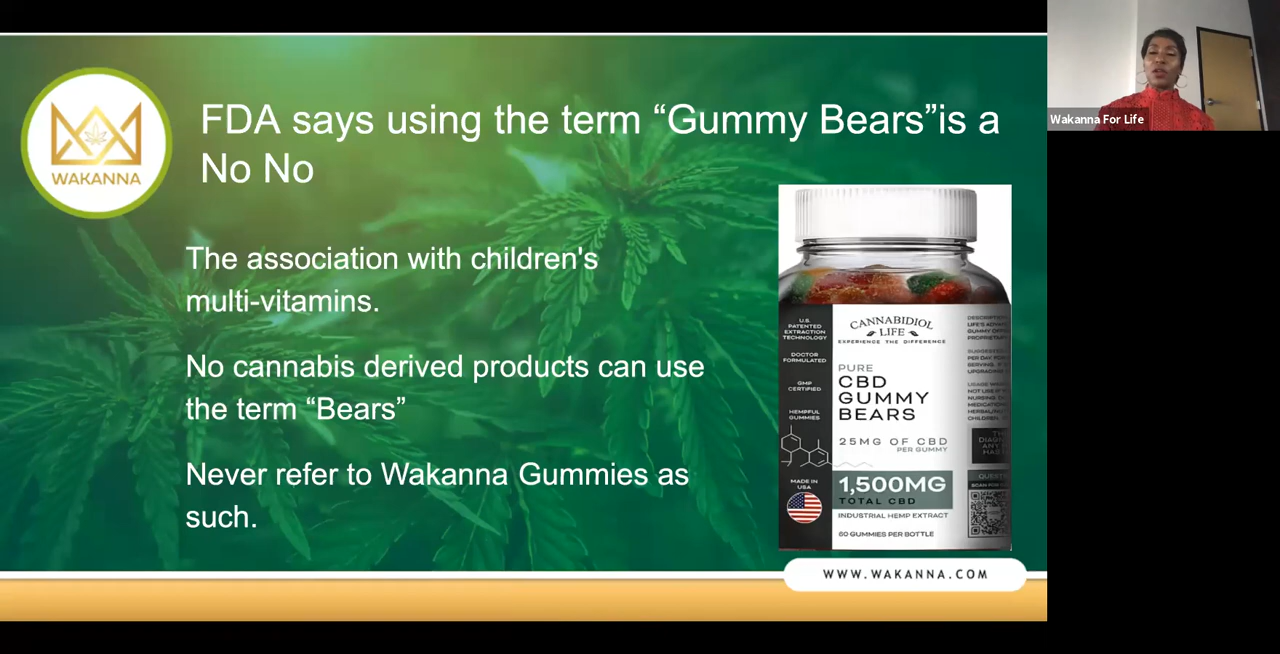 WAKANNA
FDA says using the term “Gummy Bears”is a
No No
The association with children's
multi-vitamins.
No cannabis derived products can use
the term “Bears”
Never refer to Wakanna Gummies as
such.
U.S.
PATENTED
EXTRACTION
TECHNOLOGY
DOCTOR
FORMULATED
GMP
CERTIFIED
HEMPFUL
GUMMIES
MADE IN
USA
CANNABIDIOL
LIFE
EXPERIENCE THE DIFFERENCE
PURE
CBD
GUMMY
BEARS
25MG OF CBD
PER GUMMY
1,500MG
TOTAL CBD
INDUSTRIAL HEMP EXTRACT
60 GUMMIES PER BOTTLE
WWW.WAKANNA.COM
Wakanna For Life